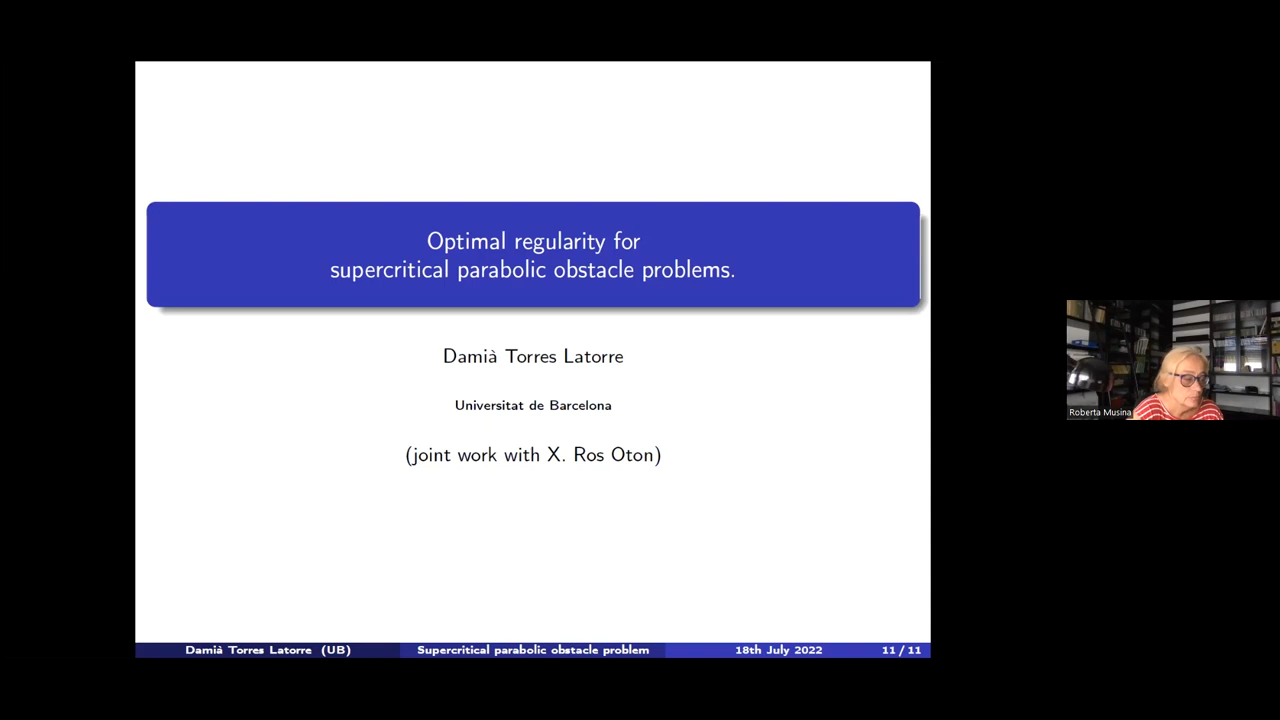 Optimal regularity for
supercritical parabolic obstacle problems.
Damià Torres Latorre
Universitat de Barcelona
(joint work with X. Ros Oton)
Roberta Musina
Damià Torres Latorre (UB) Supercritical parabolic obstacle problem 18th July 2022 11 / 11